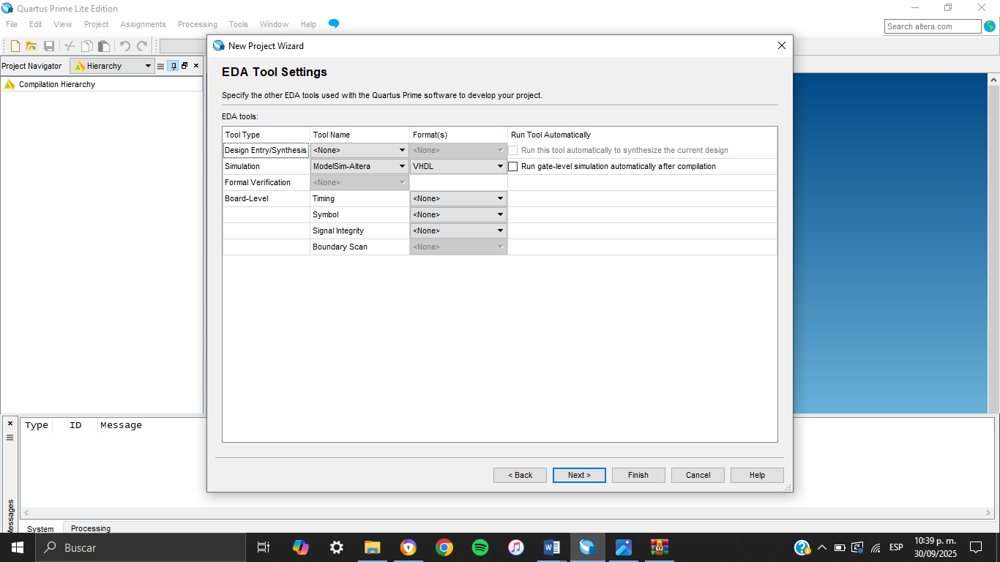 Quartus Prime Lite Edition
File Edit View Project Assignments Processing Tools Window Help
Search altera.com
Project Navigator Hierarchy
Compilation Hierarchy
New Project Wizard
EDA Tool Settings
Specify the other EDA tools used with the Quartus Prime software to develop your project.
EDA tools:
Tool Type Tool Name Format(s) Run Tool Automatically
Design Entry/Synthesis <None> <None> Run this tool automatically to synthesize the current design
Simulation ModelSim-Altera VHDL Run gate-level simulation automatically after compilation
Formal Verification <None>
Board-Level Timing <None>
Symbol <None>
Signal Integrity <None>
Boundary Scan <None>
< Back Next > Finish Cancel Help
Type ID Message
Messages
System Processing
Buscar
ESP
10:39 p. m.
30/09/2025